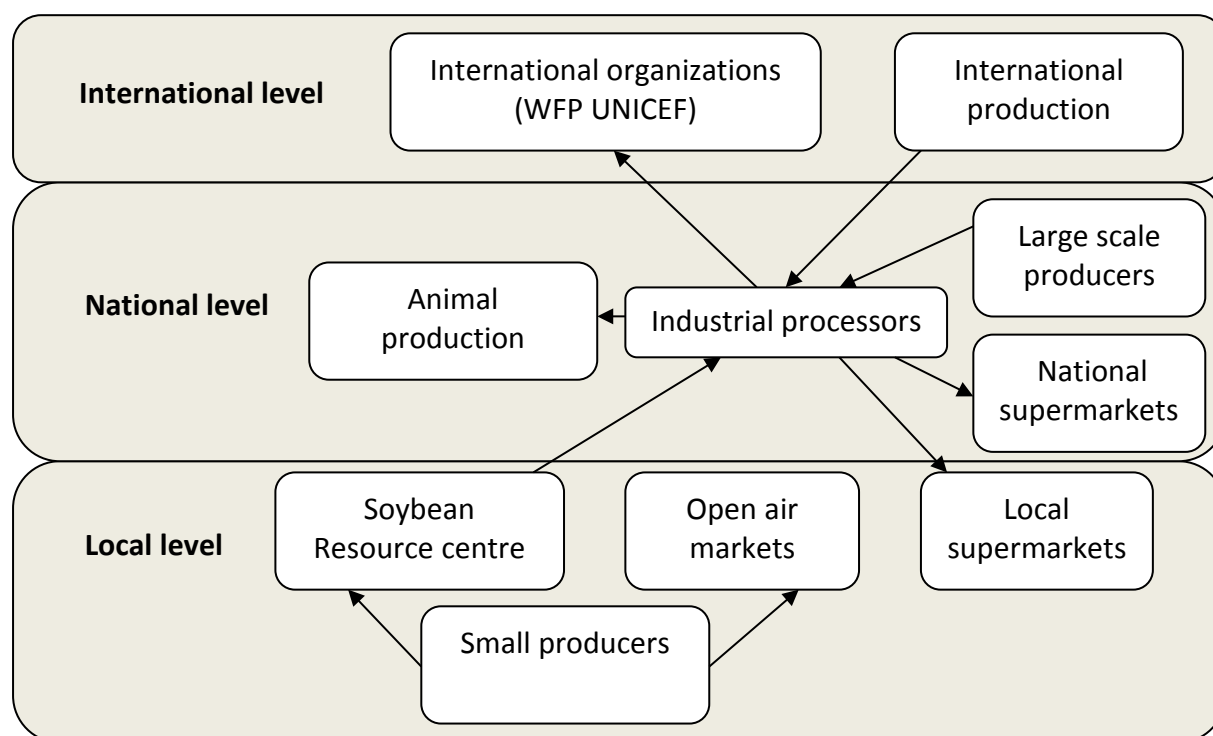 International level
International organizations
(WFP UNICEF)
International
production
National level
Animal
production
Industrial processors
Large scale
producers
National
supermarkets
Local level
Soybean
Resource centre
Open air
markets
Local
supermarkets
Small producers